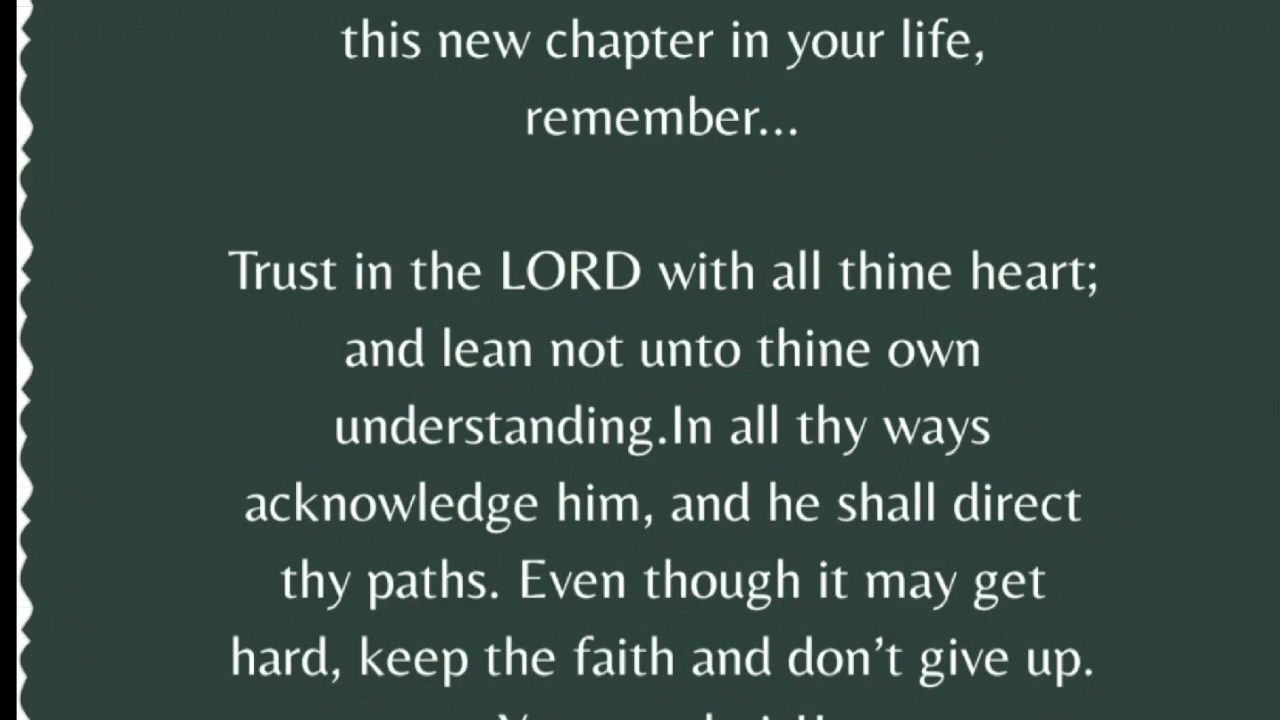 this new chapter in your life,
remember...
Trust in the LORD with all thine heart;
and lean not unto thine own
understanding.In all thy ways
acknowledge him, and he shall direct
thy paths. Even though it may get
hard, keep the faith and don’t give up.